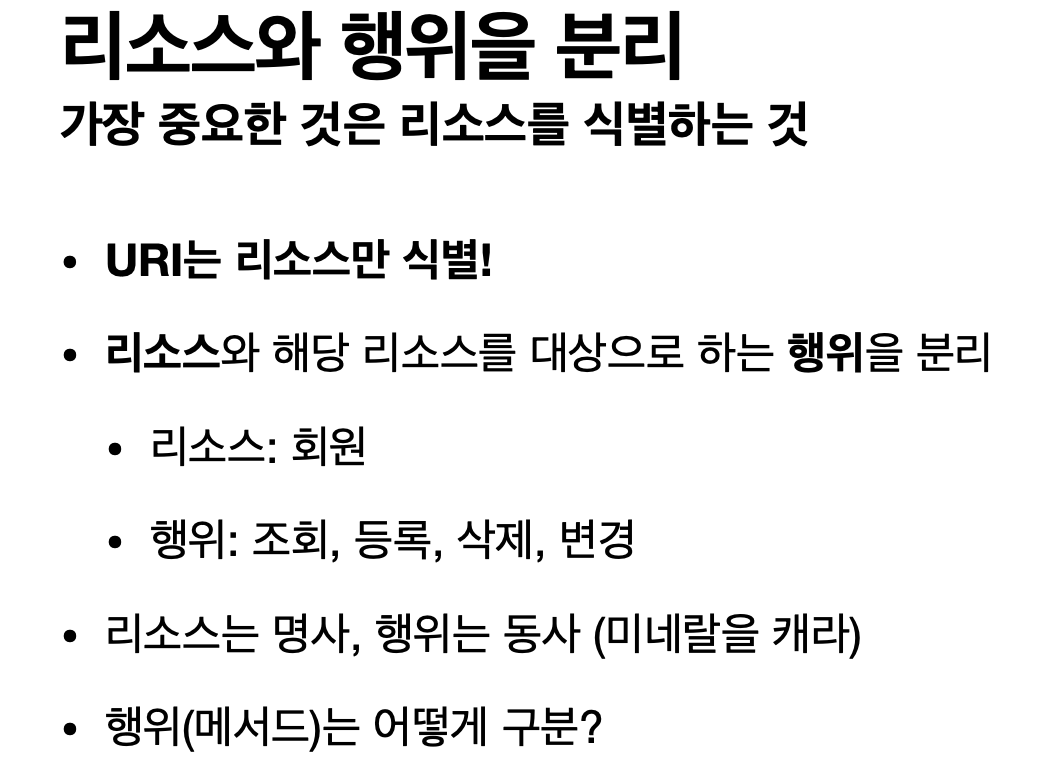 리소스와 행위을 분리
가장 중요한 것은 리소스를 식별하는 것
• URI는 리소스만 식별!
• 리소스와 해당 리소스를 대상으로 하는 행위을 분리
• 리소스: 회원
• 행위: 조회, 등록, 삭제, 변경
• 리소스는 명사, 행위는 동사 (미네랄을 캐라)
• 행위(메서드)는 어떻게 구분?